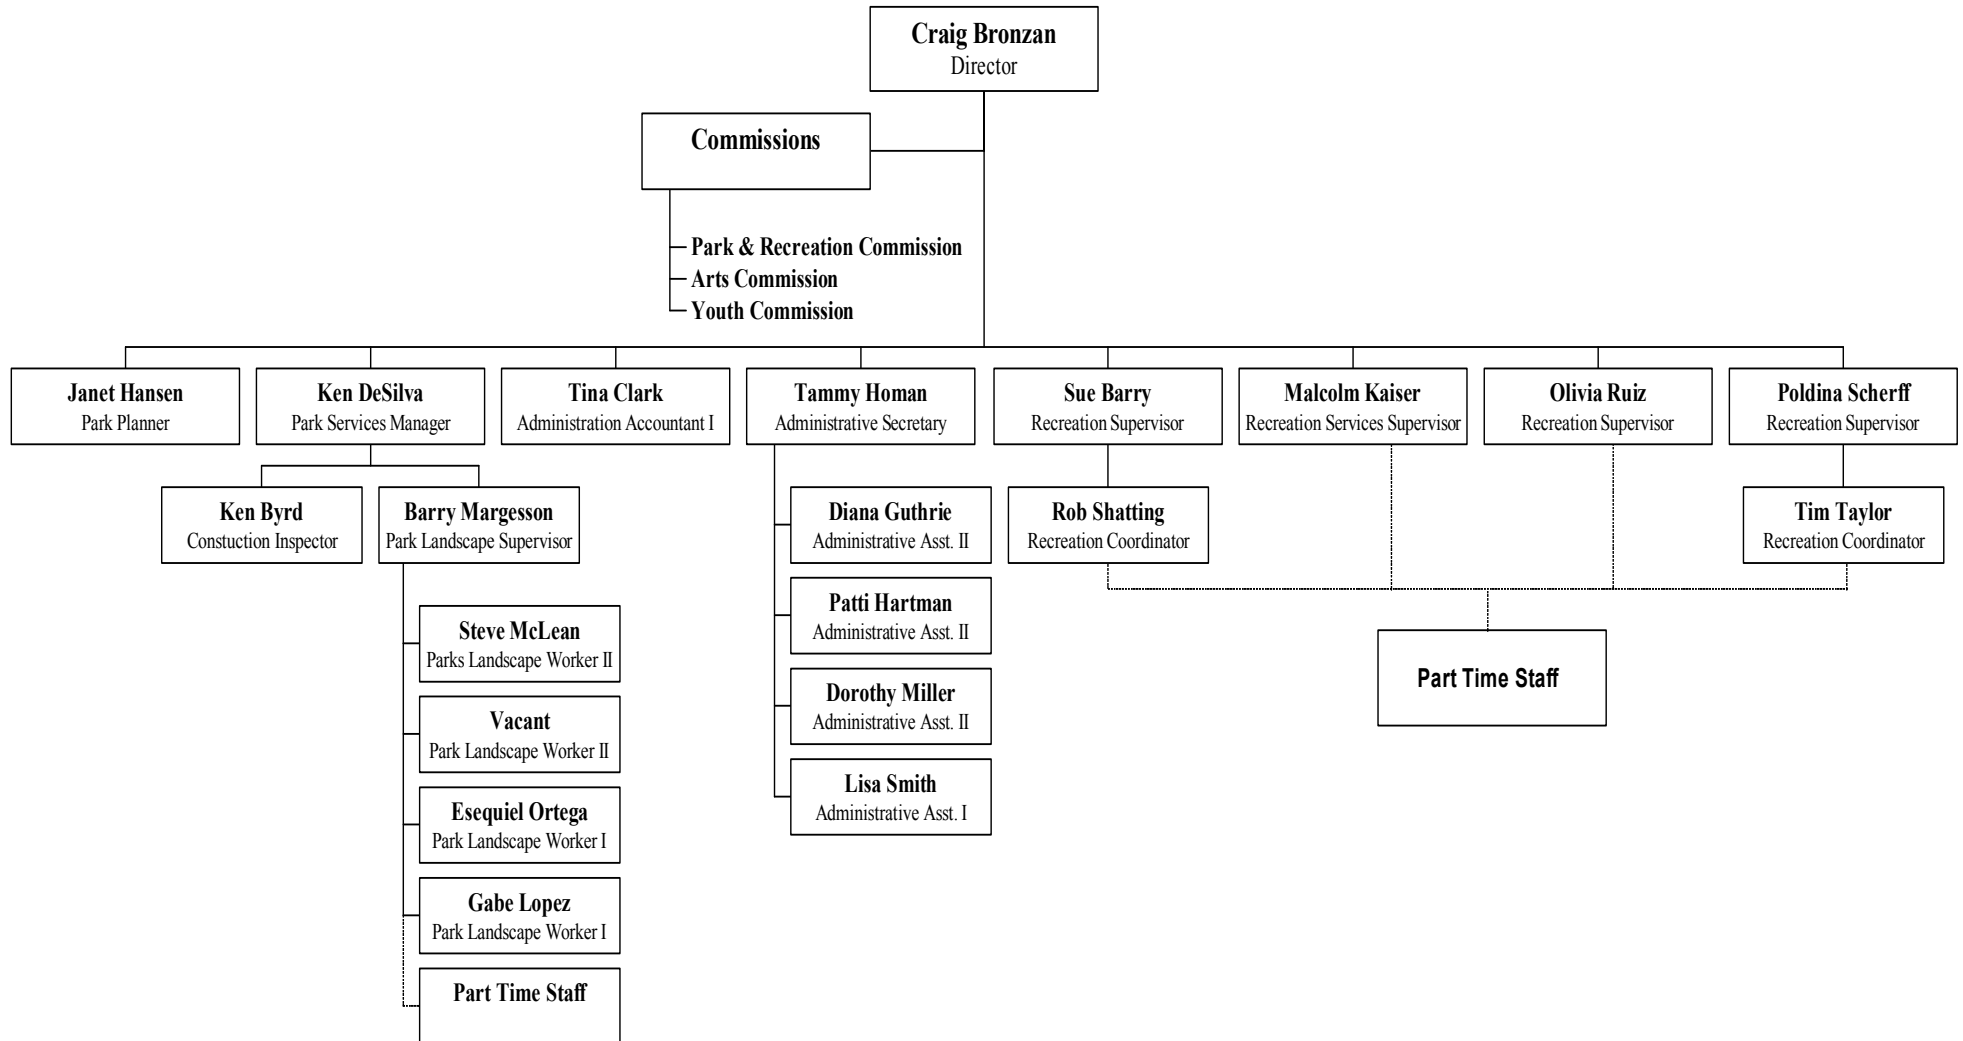 Craig Bronzan
Director
Commissions
Park & Recreation Commission
Arts Commission
Youth Commission
Janet Hansen
Park Planner
Ken DeSilva
Park Services Manager
Tina Clark
Administration Accountant I
Tammy Homan
Administrative Secretary
Sue Barry
Recreation Supervisor
Malcolm Kaiser
Recreation Services Supervisor
Olivia Ruiz
Recreation Supervisor
Poldina Scherff
Recreation Supervisor
Ken Byrd
Constuction Inspector
Barry Margesson
Park Landscape Supervisor
Steve McLean
Parks Landscape Worker II
Vacant
Park Landscape Worker II
Esequiel Ortega
Park Landscape Worker I
Gabe Lopez
Park Landscape Worker I
Part Time Staff
Diana Guthrie
Administrative Asst. II
Patti Hartman
Administrative Asst. II
Dorothy Miller
Administrative Asst. II
Lisa Smith
Administrative Asst. I
Rob Shatting
Recreation Coordinator
Tim Taylor
Recreation Coordinator
Part Time Staff